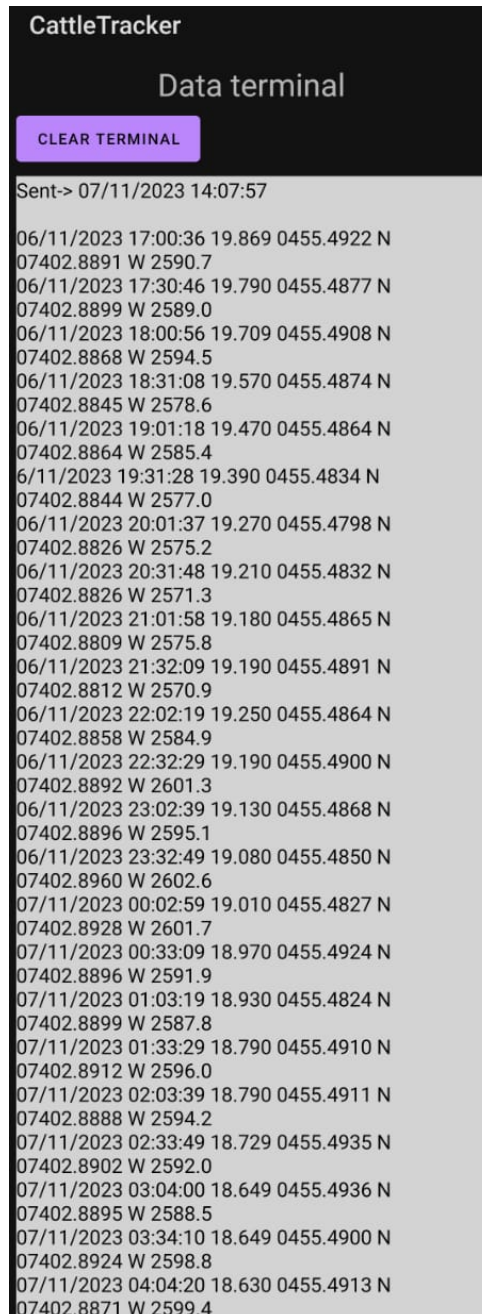 CattleTracker
Data terminal
CLEAR TERMINAL
Sent-> 07/11/2023 14:07:57
06/11/2023 17:00:36 19.869 0455.4922 N
07402.8891 W 2590.7
06/11/2023 17:30:46 19.790 0455.4877 N
07402.8899 W 2589.0
06/11/2023 18:00:56 19.709 0455.4908 N
07402.8868 W 2594.5
06/11/2023 18:31:08 19.570 0455.4874 N
07402.8845 W 2578.6
06/11/2023 19:01:18 19.470 0455.4864 N
07402.8864 W 2585.4
6/11/2023 19:31:28 19.390 0455.4834 N
07402.8844 W 2577.0
06/11/2023 20:01:37 19.270 0455.4798 N
07402.8826 W 2575.2
06/11/2023 20:31:48 19.210 0455.4832 N
07402.8826 W 2571.3
06/11/2023 21:01:58 19.180 0455.4865 N
07402.8809 W 2575.8
06/11/2023 21:32:09 19.190 0455.4891 N
07402.8812 W 2570.9
06/11/2023 22:02:19 19.250 0455.4864 N
07402.8858 W 2584.9
06/11/2023 22:32:29 19.190 0455.4900 N
07402.8892 W 2601.3
06/11/2023 23:02:39 19.130 0455.4868 N
07402.8896 W 2595.1
06/11/2023 23:32:49 19.080 0455.4850 N
07402.8960 W 2602.6
07/11/2023 00:02:59 19.010 0455.4827 N
07402.8928 W 2601.7
07/11/2023 00:33:09 18.970 0455.4924 N
07402.8896 W 2591.9
07/11/2023 01:03:19 18.930 0455.4824 N
07402.8899 W 2587.8
07/11/2023 01:33:29 18.790 0455.4910 N
07402.8912 W 2596.0
07/11/2023 02:03:39 18.790 0455.4911 N
07402.8888 W 2594.2
07/11/2023 02:33:49 18.729 0455.4935 N
07402.8902 W 2592.0
07/11/2023 03:04:00 18.649 0455.4936 N
07402.8895 W 2588.5
07/11/2023 03:34:10 18.649 0455.4900 N
07402.8924 W 2598.8
07/11/2023 04:04:20 18.630 0455.4913 N
07402.8871 W 2599.4